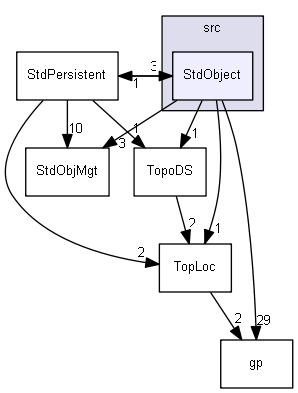 src
StdPersistent
3
1
StdObject
10
1
3
1
StdObjMgt
TopoDS
2
2
1
TopLoc
2
29
gp